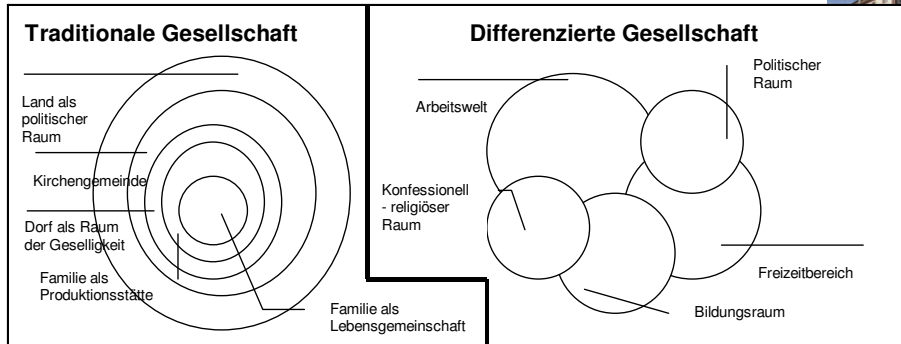 Traditionale Gesellschaft
Land als
politischer
Raum
Kirchengemeinde
Dorf als Raum
der Geselligkeit
Familie als
Produktionsstätte
Familie als
Lebensgemeinschaft
Differenzierte Gesellschaft
Politischer
Raum
Arbeitswelt
Konfessionell
- religiöser
Raum
Freizeitbereich
Bildungsraum